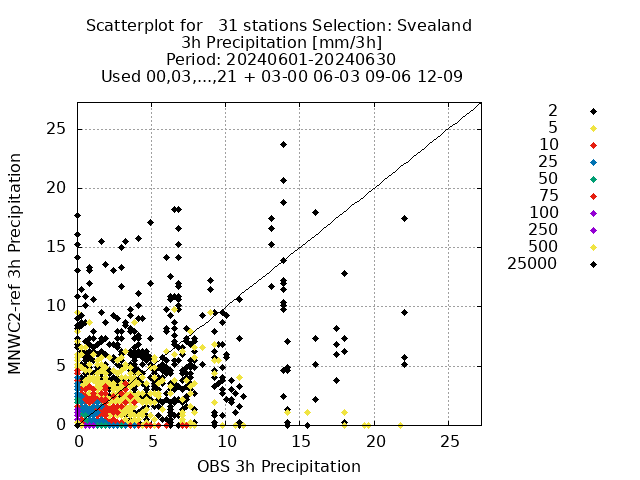 Scatterplot for 31 stations Selection: Svealand
3h Precipitation [mm/3h]
Period: 20240601-20240630
Used 00,03,...,21 + 03-00 06-03 09-06 12-09
MNWC2-ref 3h Precipitation
25
20
15
10
5
0
0 5 10 15 20 25
OBS 3h Precipitation
2
5
10
25
50
75
100
250
500
25000